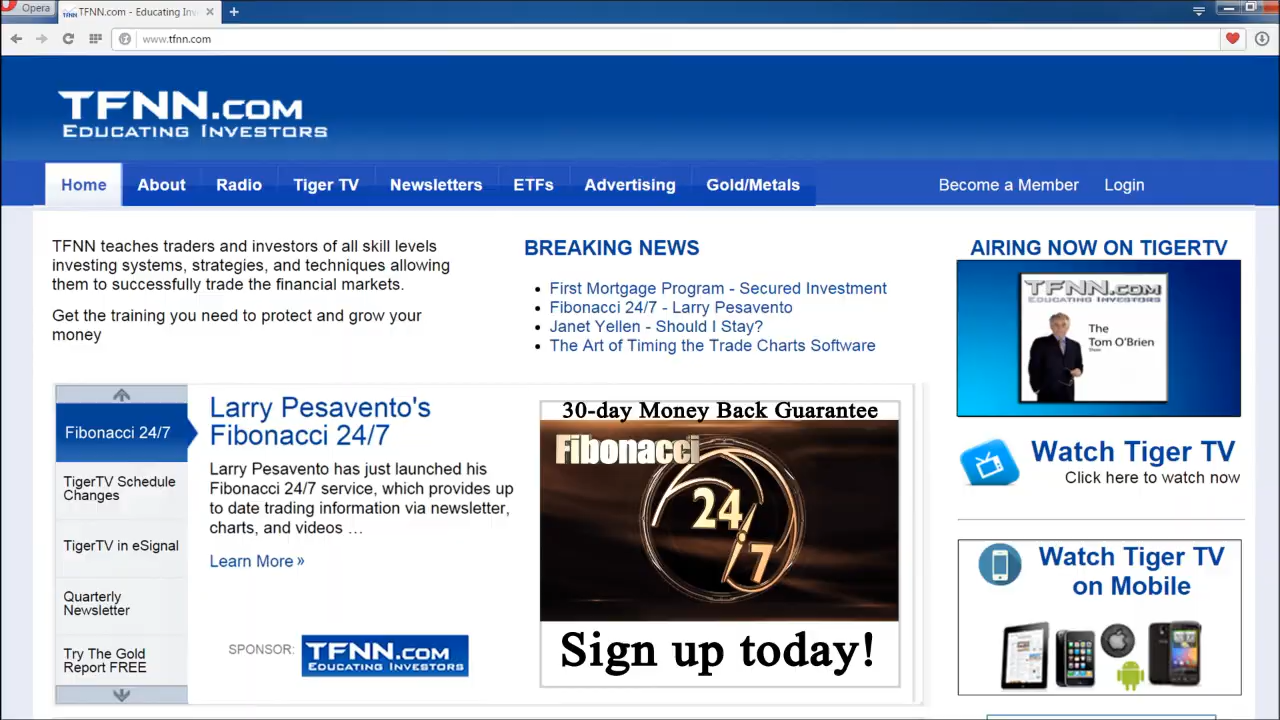 Opera
TFNN.com - Educating Inv
www.tfnn.com
TFNN.COM
EDUCATING INVESTORS
Home About Radio Tiger TV Newsletters ETFs Advertising Gold/Metals Become a Member Login
TFNN teaches traders and investors of all skill levels
investing systems, strategies, and techniques allowing
them to successfully trade the financial markets.
Get the training you need to protect and grow your
money
BREAKING NEWS
First Mortgage Program - Secured Investment
Fibonacci 24/7 - Larry Pesavento
Janet Yellen - Should I Stay?
The Art of Timing the Trade Charts Software
AIRING NOW ON TIGERTV
TFNN.COM
EDUCATING INVESTORS
The
Tom O'Brien
Show
Fibonacci 24/7
TigerTV Schedule
Changes
TigerTV in eSignal
Quarterly
Newsletter
Try The Gold
Report FREE
Larry Pesavento's
Fibonacci 24/7
Larry Pesavento has just launched his
Fibonacci 24/7 service, which provides up
to date trading information via newsletter,
charts, and videos …
Learn More »
SPONSOR:
TFNN.COM
EDUCATING INVESTORS
30-day Money Back Guarantee
Fibonacci
24/7
Sign up today!
Watch Tiger TV
Click here to watch now
Watch Tiger TV
on Mobile